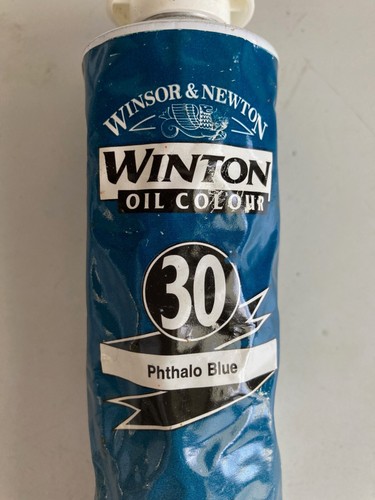 WINSOR & NEWTON
WINTON
OIL COLOUR
30
Phthalo Blue